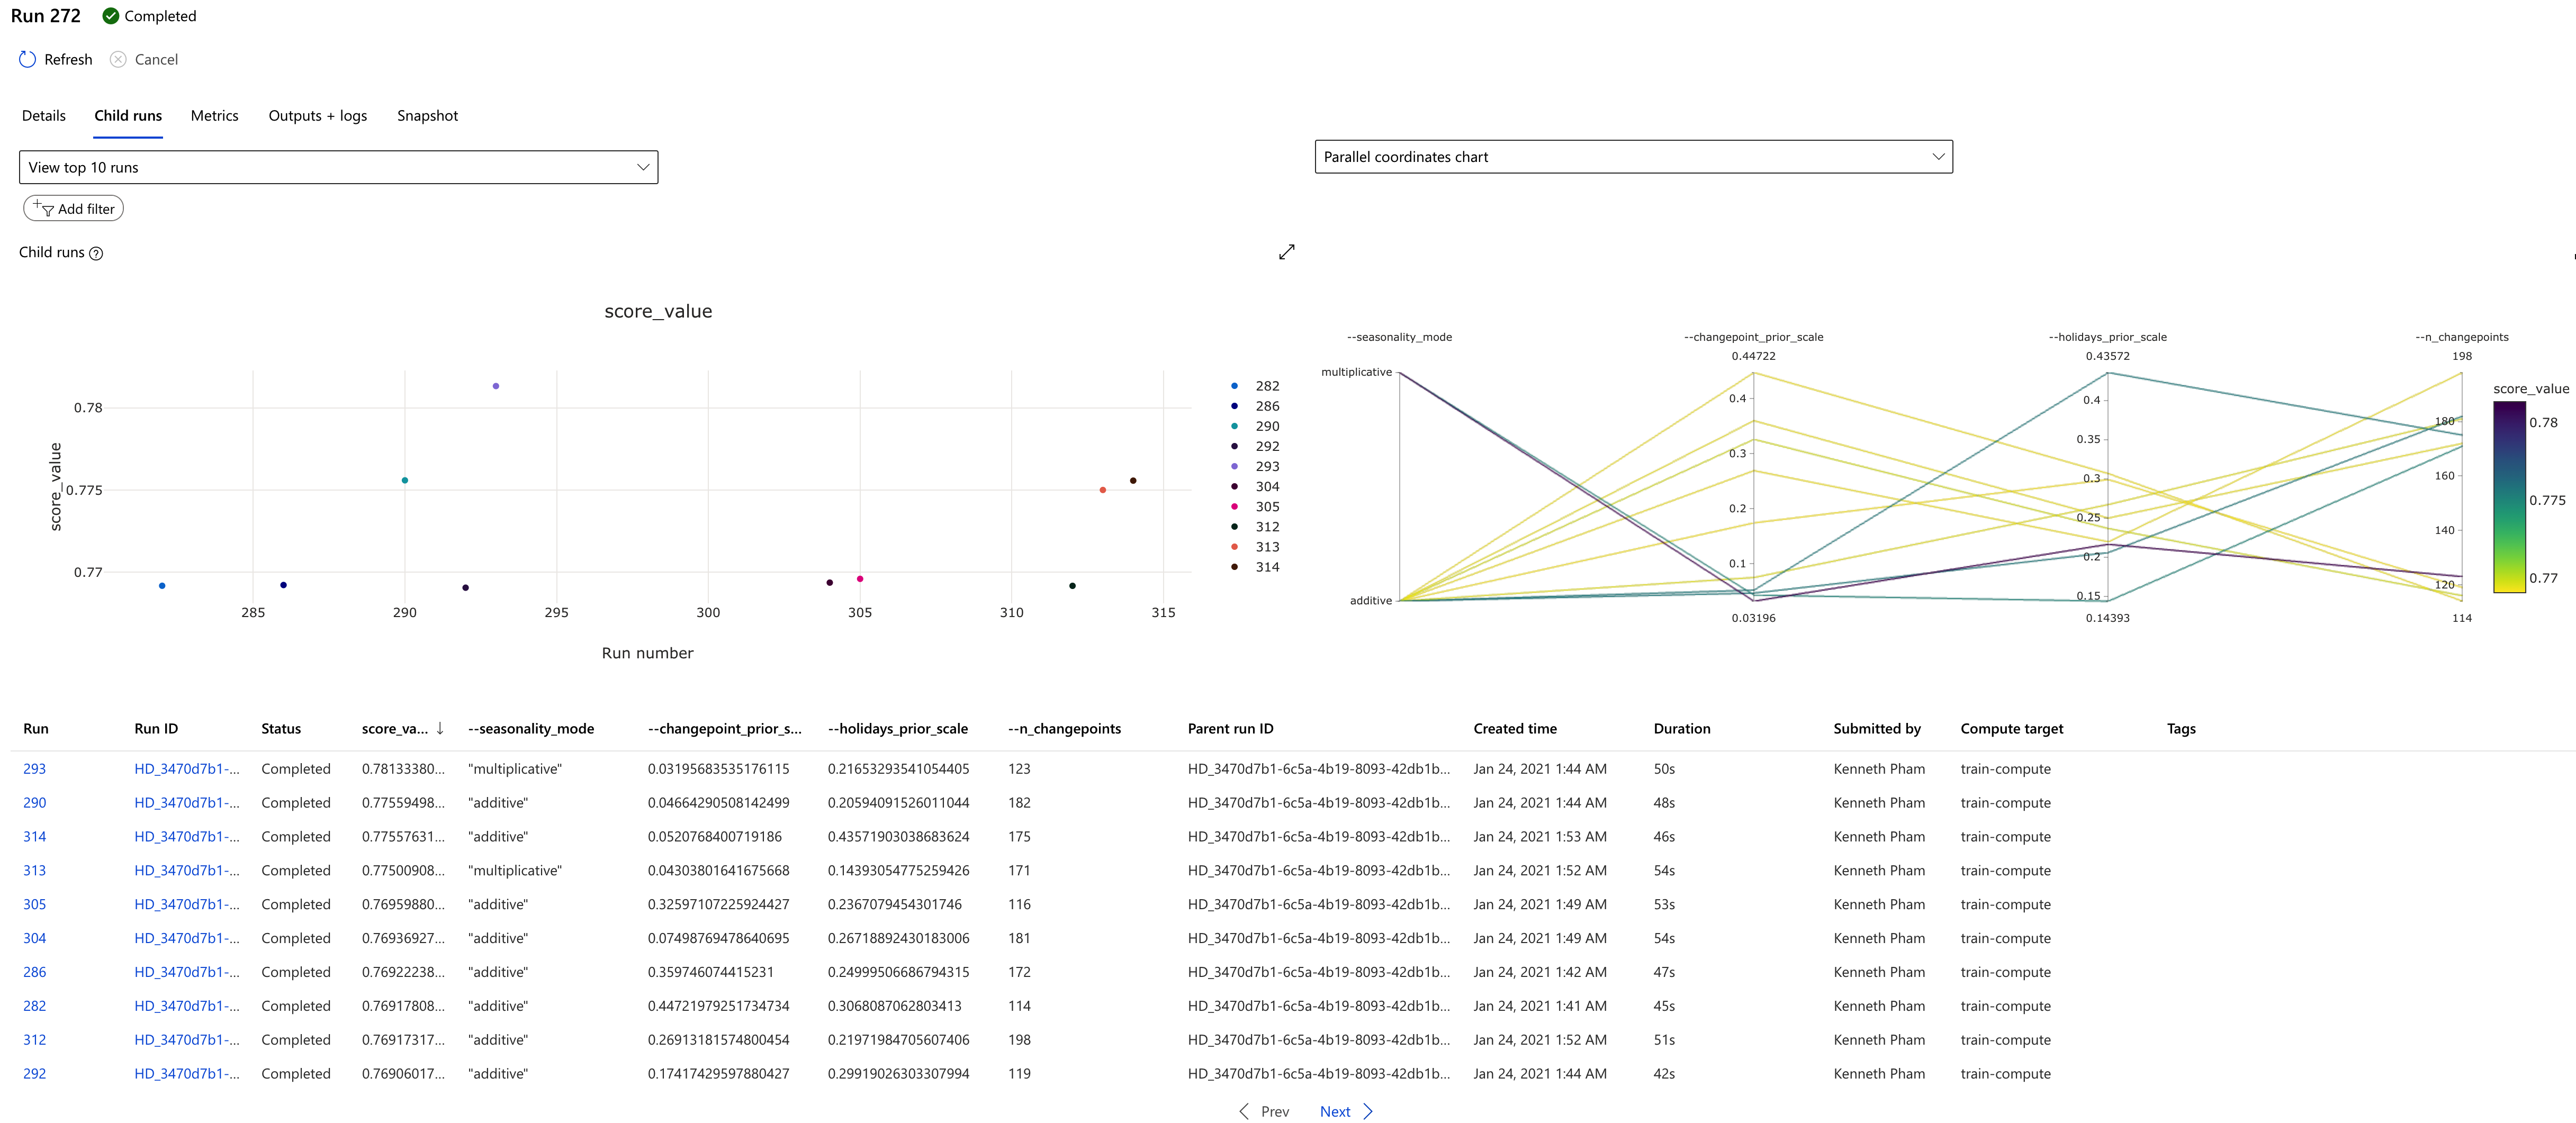 Run 272 Completed
Refresh Cancel
Details Child runs Metrics Outputs + logs Snapshot
View top 10 runs
Parallel coordinates chart
Add filter
Child runs
score_value
score_value
0.78
0.775
0.77
285 290 295 300 305 310 315
Run number
282
286
290
292
293
304
305
312
313
314
--seasonality_mode --changepoint_prior_scale --holidays_prior_scale --n_changepoints
0.44722 0.43572 198
multiplicative
additive
0.4
0.3
0.2
0.1
0.03196
0.4
0.35
0.3
0.25
0.2
0.15
0.14393
180
160
140
120
114
score_value
0.78
0.775
0.77
Run Run ID Status score_va... --seasonality_mode --changepoint_prior_s... --holidays_prior_scale --n_changepoints Parent run ID Created time Duration Submitted by Compute target Tags
293 HD_3470d7b1-... Completed 0.78133380... "multiplicative" 0.03195683535176115 0.21653293541054405 123 HD_3470d7b1-6c5a-4b19-8093-42db1b... Jan 24, 2021 1:44 AM 50s Kenneth Pham train-compute
290 HD_3470d7b1-... Completed 0.77559498... "additive" 0.04664290508142499 0.20594091526011044 182 HD_3470d7b1-6c5a-4b19-8093-42db1b... Jan 24, 2021 1:44 AM 48s Kenneth Pham train-compute
314 HD_3470d7b1-... Completed 0.77557631... "additive" 0.0520768400719186 0.43571903038683624 175 HD_3470d7b1-6c5a-4b19-8093-42db1b... Jan 24, 2021 1:53 AM 46s Kenneth Pham train-compute
313 HD_3470d7b1-... Completed 0.77500908... "multiplicative" 0.04303801641675668 0.14393054775259426 171 HD_3470d7b1-6c5a-4b19-8093-42db1b... Jan 24, 2021 1:52 AM 54s Kenneth Pham train-compute
305 HD_3470d7b1-... Completed 0.76959880... "additive" 0.32597107225924427 0.2367079454301746 116 HD_3470d7b1-6c5a-4b19-8093-42db1b... Jan 24, 2021 1:49 AM 53s Kenneth Pham train-compute
304 HD_3470d7b1-... Completed 0.76936927... "additive" 0.07498769478640695 0.26718892430183006 181 HD_3470d7b1-6c5a-4b19-8093-42db1b... Jan 24, 2021 1:49 AM 54s Kenneth Pham train-compute
286 HD_3470d7b1-... Completed 0.76922238... "additive" 0.359746074415231 0.24999506686794315 172 HD_3470d7b1-6c5a-4b19-8093-42db1b... Jan 24, 2021 1:42 AM 47s Kenneth Pham train-compute
282 HD_3470d7b1-... Completed 0.76917808... "additive" 0.44721979251734734 0.3068087062803413 114 HD_3470d7b1-6c5a-4b19-8093-42db1b... Jan 24, 2021 1:41 AM 45s Kenneth Pham train-compute
312 HD_3470d7b1-... Completed 0.76917317... "additive" 0.26913181574800454 0.21971984705607406 198 HD_3470d7b1-6c5a-4b19-8093-42db1b... Jan 24, 2021 1:52 AM 51s Kenneth Pham train-compute
292 HD_3470d7b1-... Completed 0.76906017... "additive" 0.17417429597880427 0.29919026303307994 119 HD_3470d7b1-6c5a-4b19-8093-42db1b... Jan 24, 2021 1:44 AM 42s Kenneth Pham train-compute
Prev Next